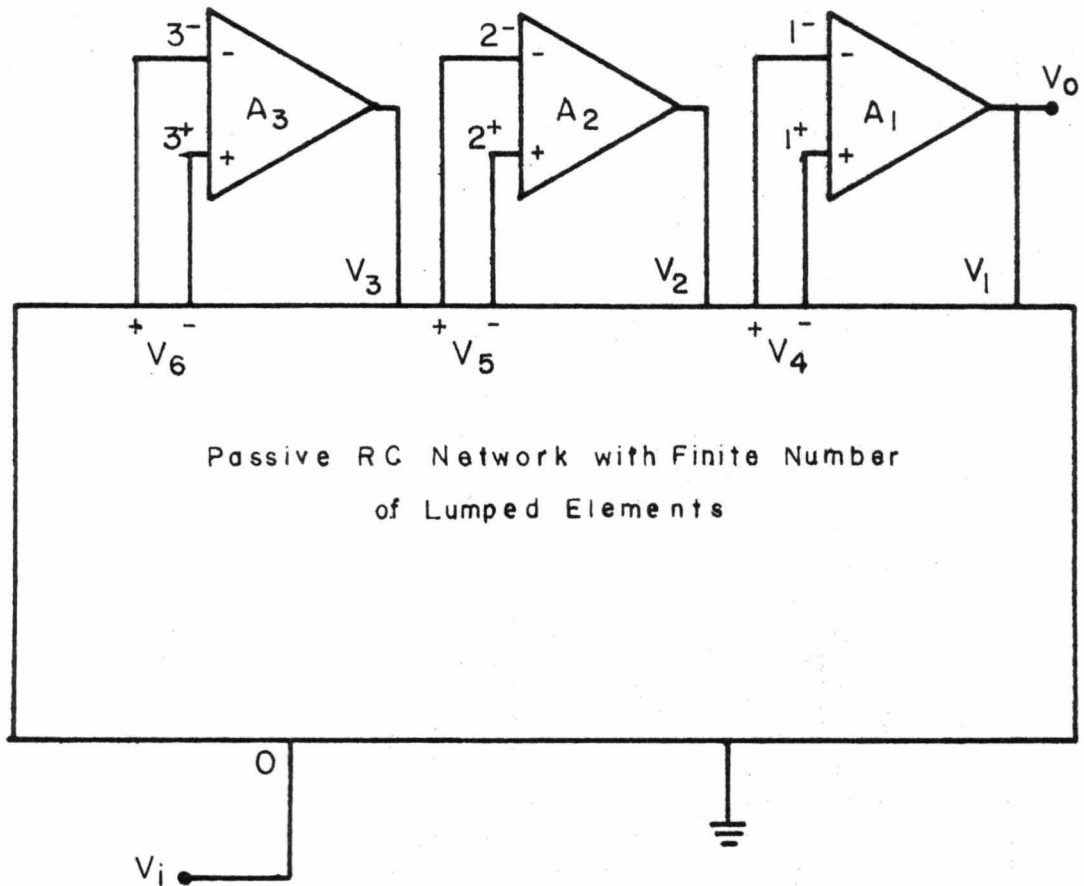 3- 2- 1-
- - -
A3 A2 A1 Vo
3+ 2+ 1+
+ + +
V3 V2 V1
+ - + - + -
V6 V5 V4
Passive RC Network with Finite Number
of Lumped Elements
0
Vi